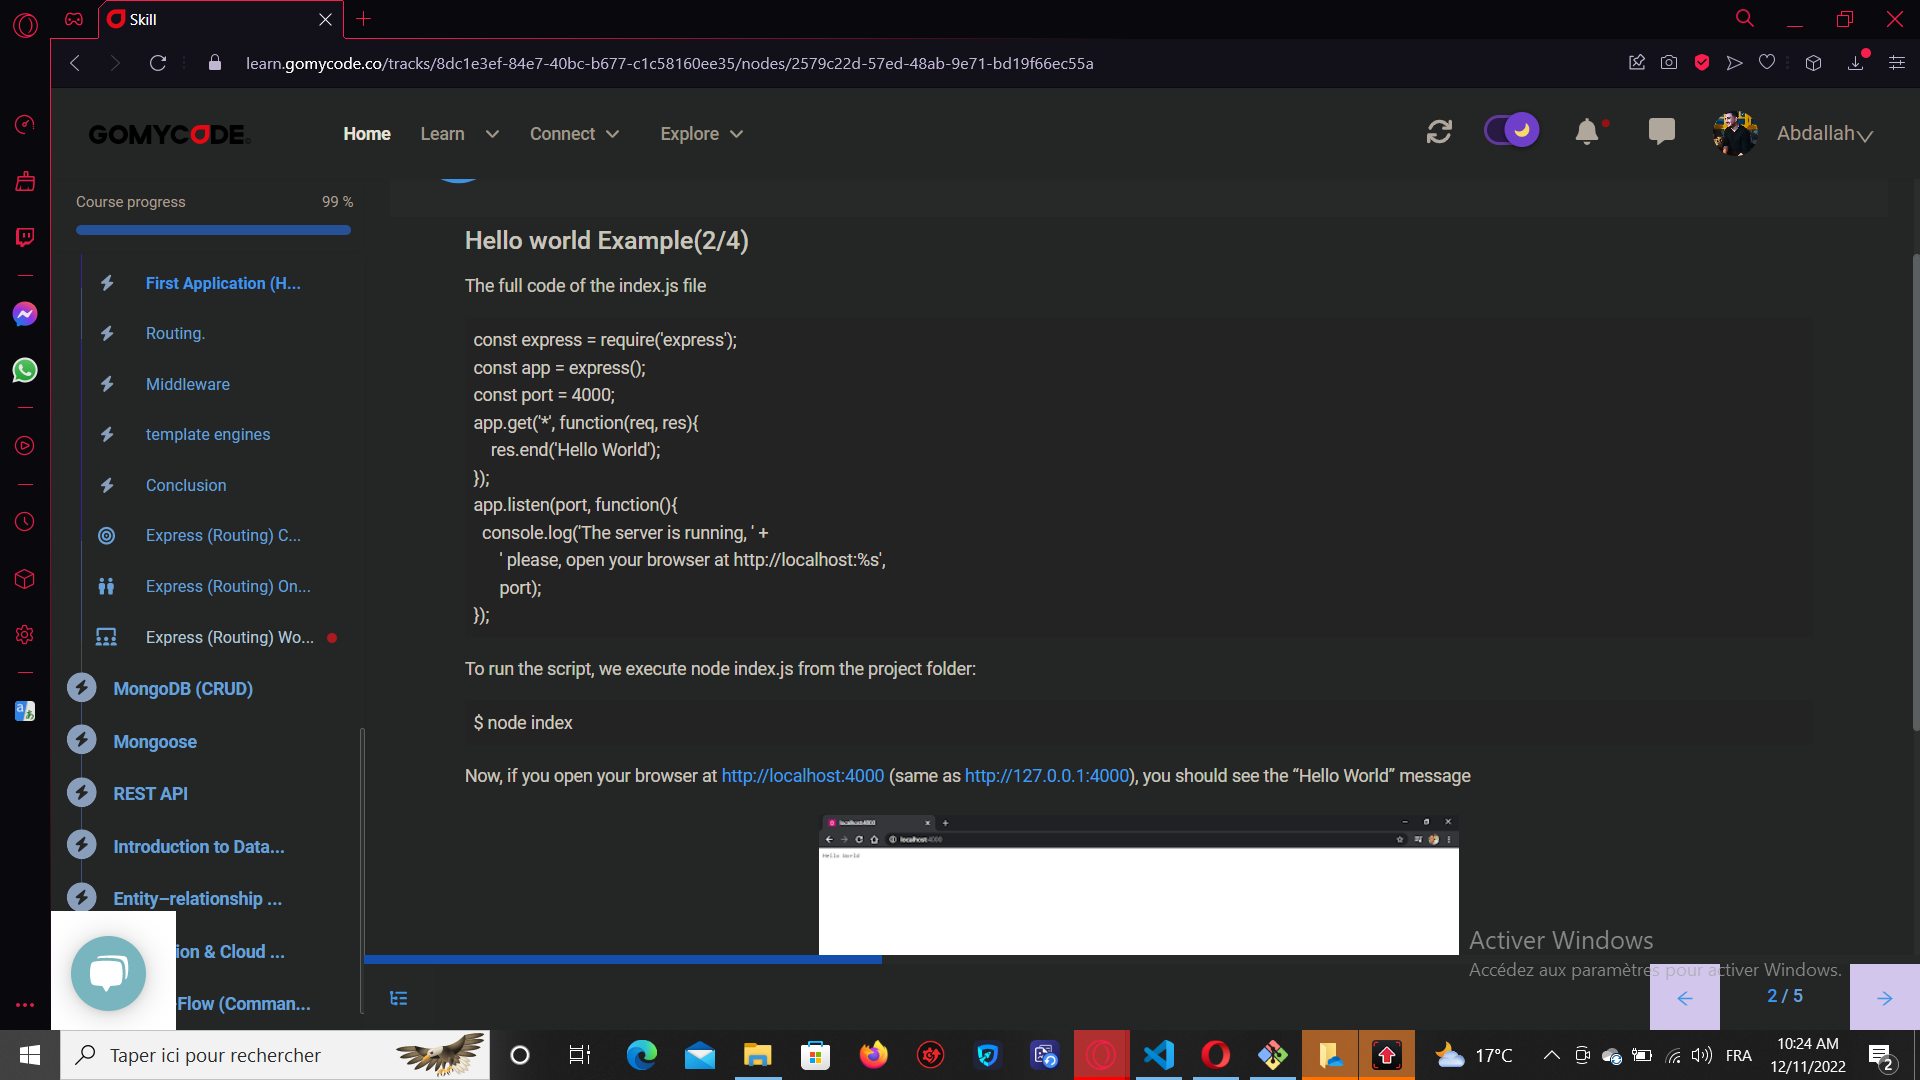 Skill
learn.gomycode.co/tracks/8dc1e3ef-84e7-40bc-b677-c1c58160ee35/nodes/2579c22d-57ed-48ab-9e71-bd19f66ec55a
GOMYCODE
Home
Learn
Connect
Explore
Abdallah
Course progress
99 %
First Application (H...
Routing.
Middleware
template engines
Conclusion
Express (Routing) C...
Express (Routing) On...
Express (Routing) Wo...
MongoDB (CRUD)
Mongoose
REST API
Introduction to Data...
Entity–relationship ...
ion & Cloud ...
-Flow (Comman...
Hello world Example(2/4)
The full code of the index.js file
const express = require('express');
const app = express();
const port = 4000;
app.get('*', function(req, res){
res.end('Hello World');
});
app.listen(port, function(){
console.log('The server is running, ' +
' please, open your browser at http://localhost:%s',
port);
});
To run the script, we execute node index.js from the project folder:
$ node index
Now, if you open your browser at http://localhost:4000 (same as http://127.0.0.1:4000), you should see the “Hello World” message
localhost:4000
localhost:4000
Hello World
Activer Windows
Accédez aux paramètres pour activer Windows.
2 / 5
Taper ici pour rechercher
17°C
FRA
10:24 AM
12/11/2022
2